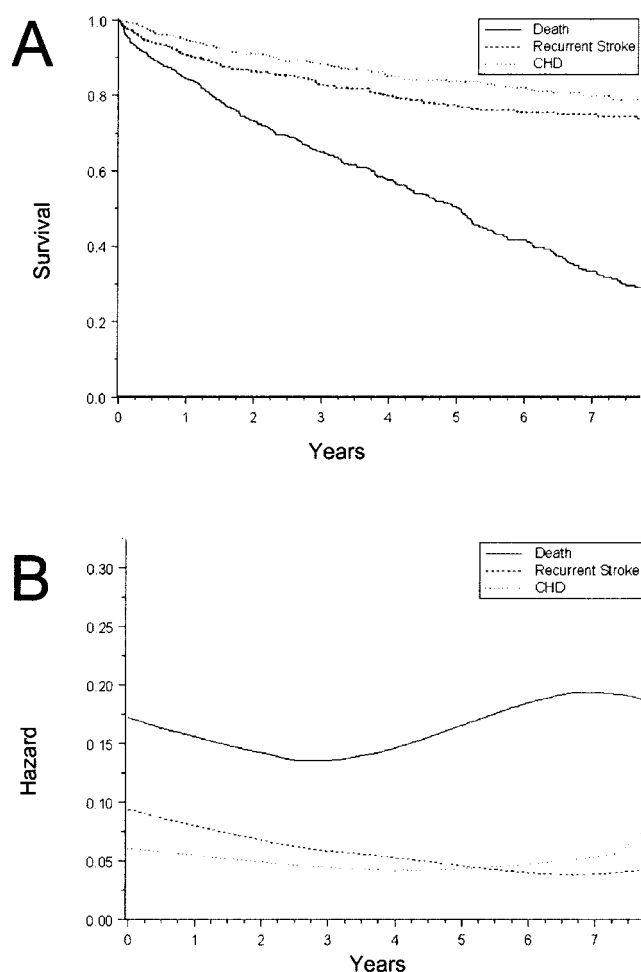 A
Death
Recurrent Stroke
CHD
1.0
0.8
0.6
0.4
0.2
0.0
Survival
0 1 2 3 4 5 6 7
Years
B
Death
Recurrent Stroke
CHD
0.30
0.25
0.20
0.15
0.10
0.05
0.00
Hazard
0 1 2 3 4 5 6 7
Years